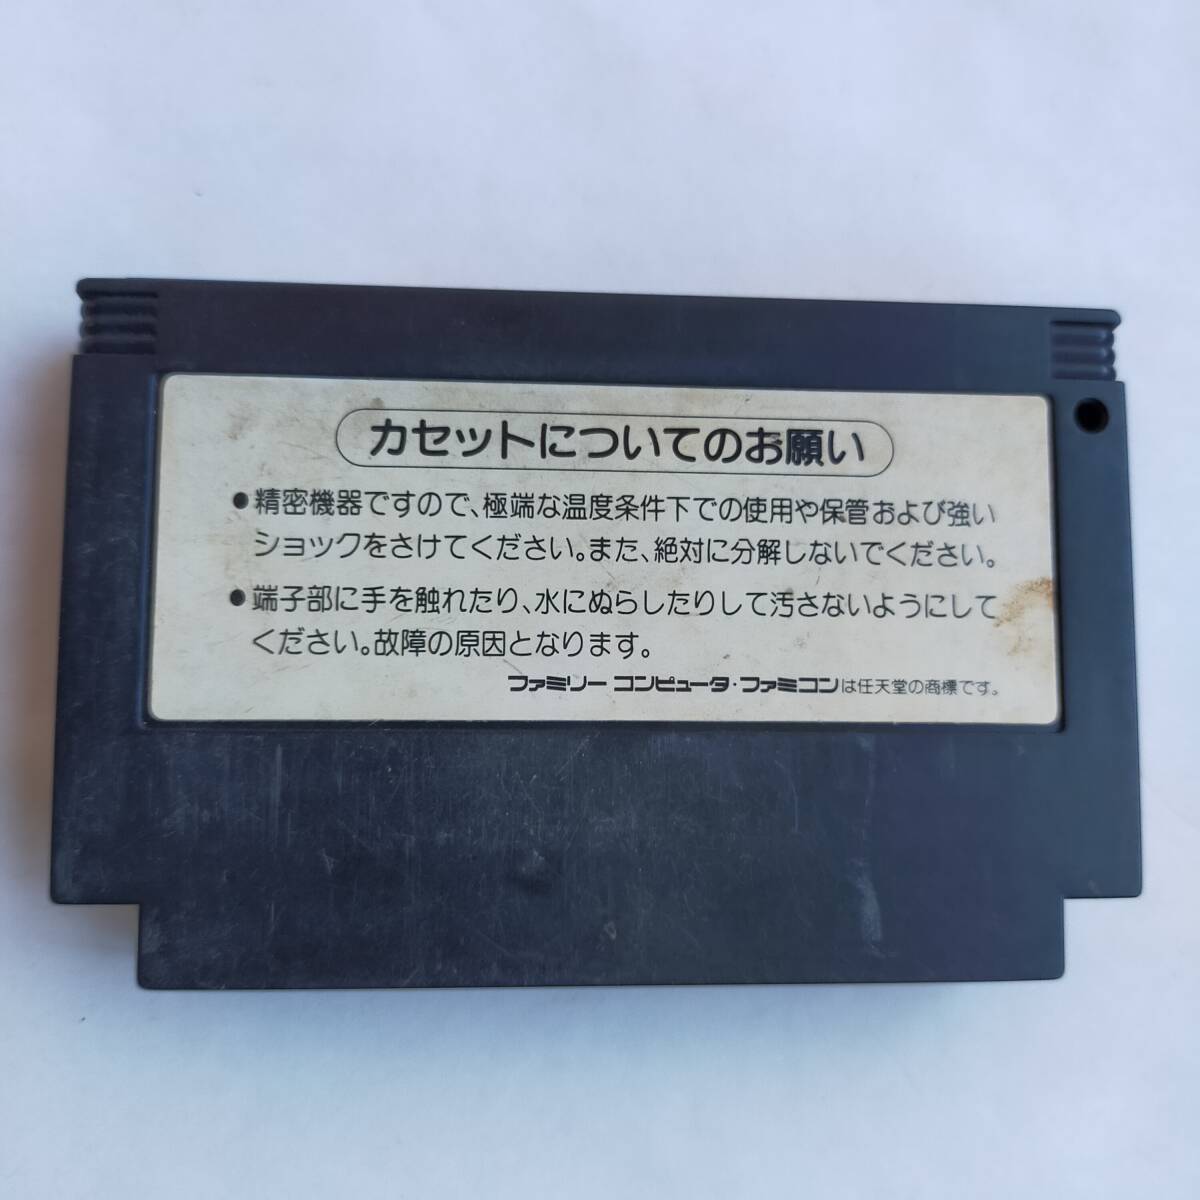 カセットについてのお願い
●精密機器ですので、極端な温度条件下での使用や保管および強い
ショックをさけてください。また、絶対に分解しないでください。
●端子部に手を触れたり、水にぬらしたりして汚さないようにして
ください。故障の原因となります。
ファミリー コンピュータ・ファミコンは任天堂の商標です。